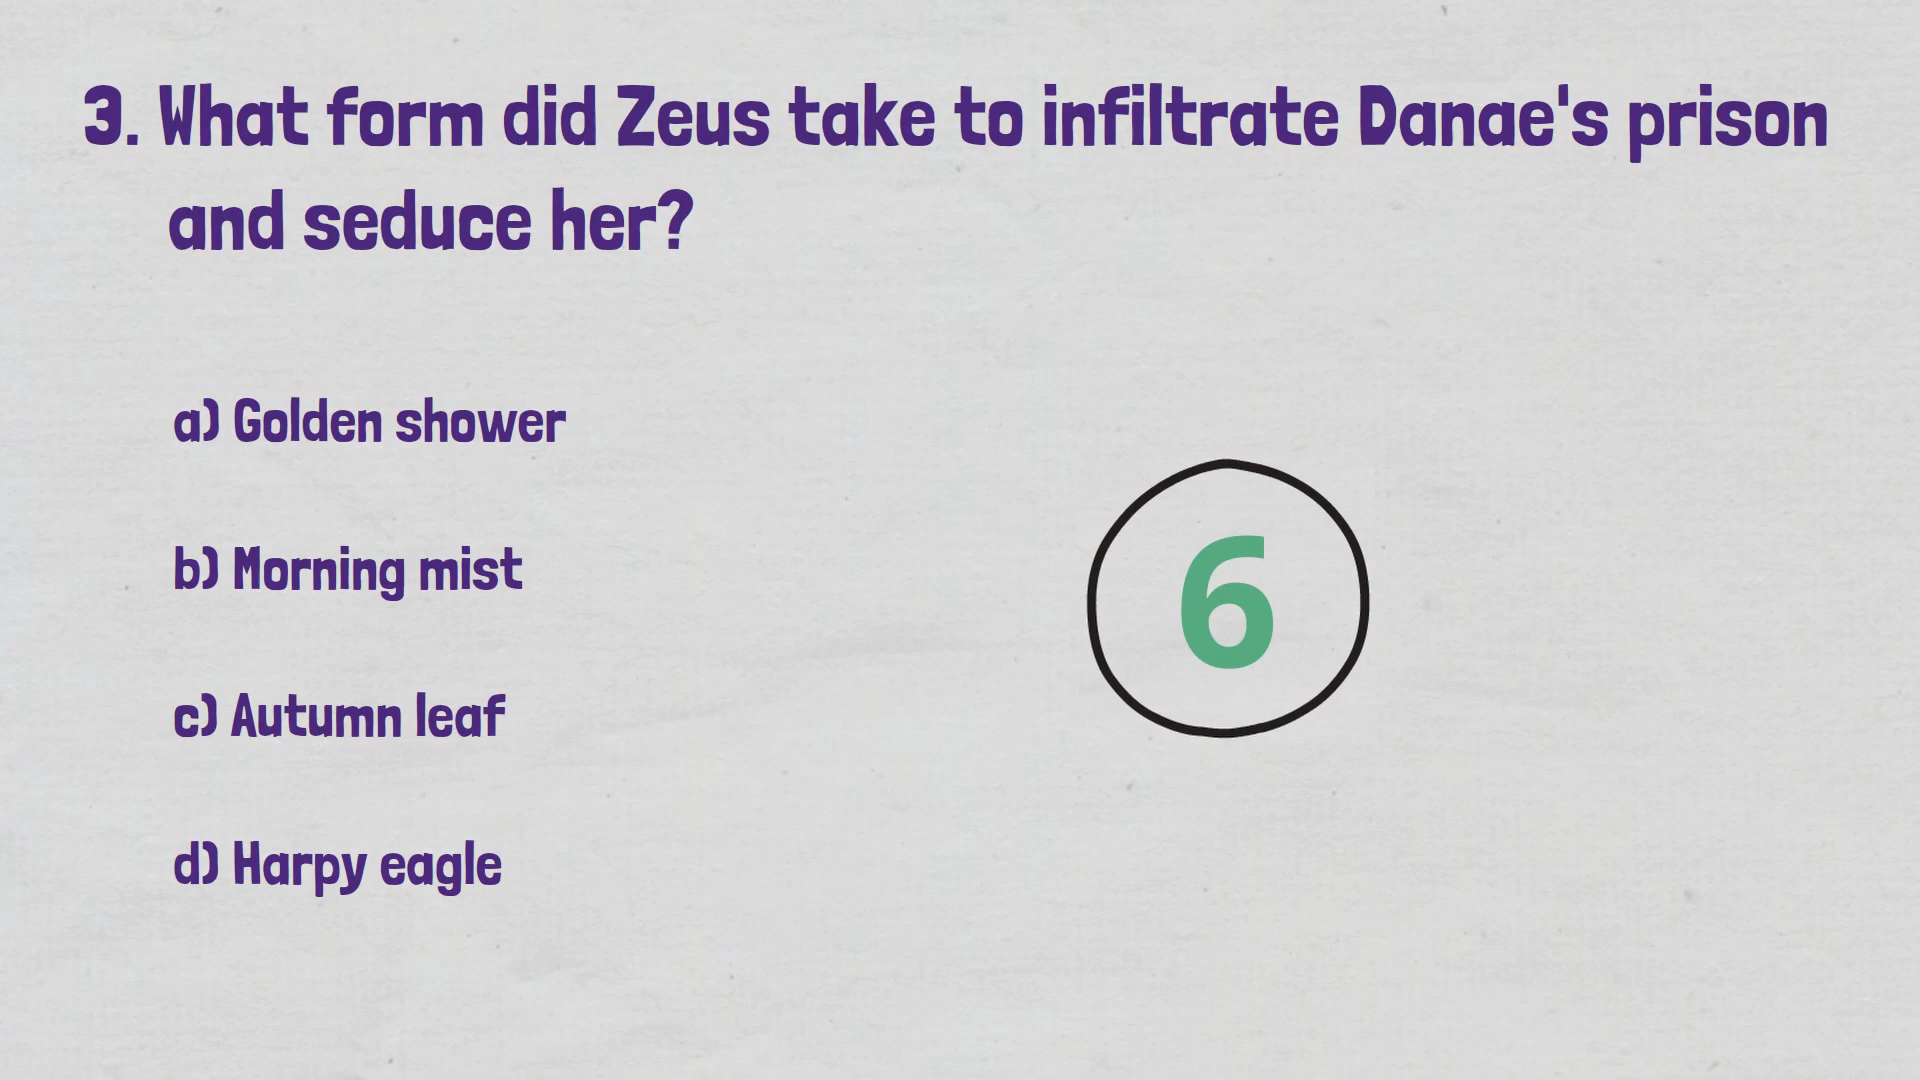 3. What form did Zeus take to infiltrate Danae's prison
and seduce her?
a) Golden shower
b) Morning mist
c) Autumn leaf
d) Harpy eagle
6